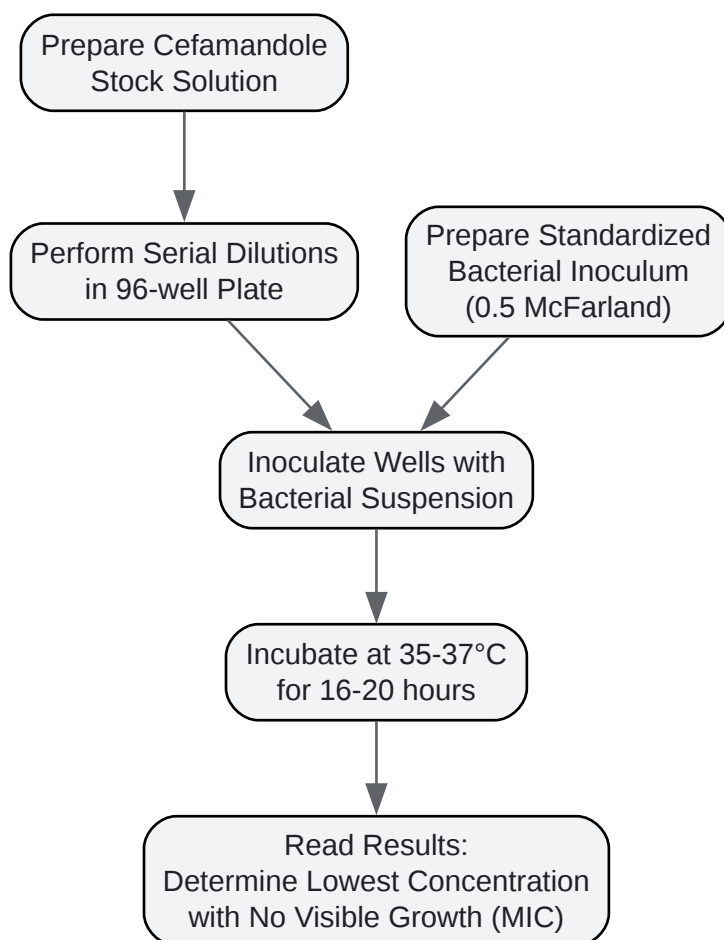 Prepare Cefamandole
Stock Solution
Perform Serial Dilutions
in 96-well Plate
Prepare Standardized
Bacterial Inoculum
(0.5 McFarland)
Inoculate Wells with
Bacterial Suspension
Incubate at 35-37°C
for 16-20 hours
Read Results:
Determine Lowest Concentration
with No Visible Growth (MIC)